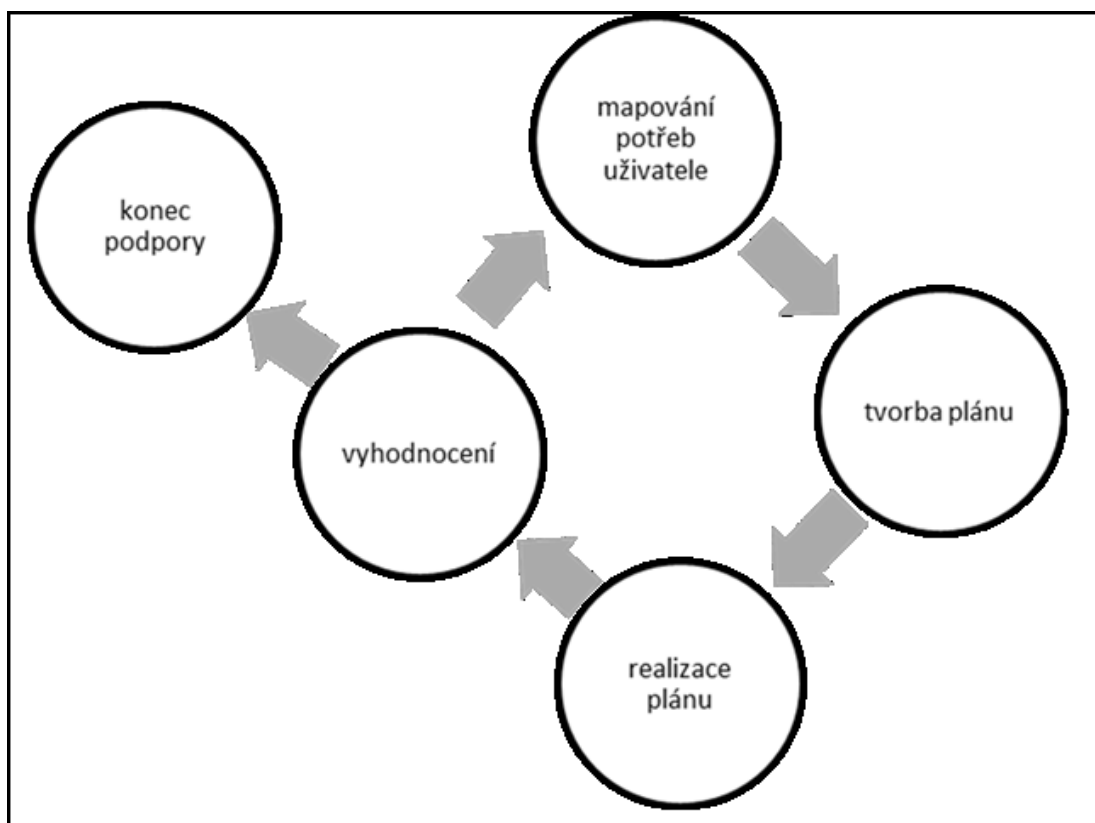 mapování
potřeb
uživatele
konec
podpory
tvorba plánu
vyhodnocení
realizace
plánu